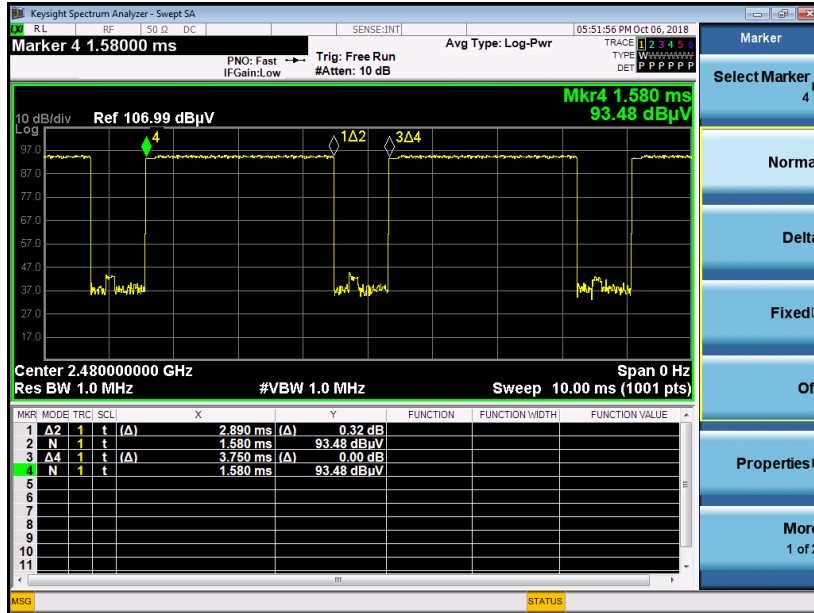 Keysight Spectrum Analyzer - Swept SA
LXI RL RF 50 Ω DC SENSE:INT 05:51:56 PM Oct 06, 2018
Marker 4 1.58000 ms
PNO: Fast
IFGain:Low
Trig: Free Run
#Atten: 10 dB
Avg Type: Log-Pwr
TRACE 1 2 3 4 5 6
TYPE W
DET P P P P P P
Mkr4 1.580 ms
93.48 dBµV
10 dB/div Ref 106.99 dBµV
Log
4
1Δ2
3Δ4
97.0
87.0
77.0
67.0
57.0
47.0
37.0
27.0
17.0
Center 2.480000000 GHz Span 0 Hz
Res BW 1.0 MHz #VBW 1.0 MHz Sweep 10.00 ms (1001 pts)
MKR MODE TRC SCL X Y FUNCTION FUNCTION WIDTH FUNCTION VALUE
1 Δ2 1 t (Δ) 2.890 ms (Δ) 0.32 dB
2 N 1 t 1.580 ms 93.48 dBµV
3 Δ4 1 t (Δ) 3.750 ms (Δ) 0.00 dB
4 N 1 t 1.580 ms 93.48 dBµV
5
6
7
8
9
10
11
MSG STATUS
Marker
Select Marker
4
Norma
Delta
Fixed
Of
Properties
More
1 of 2